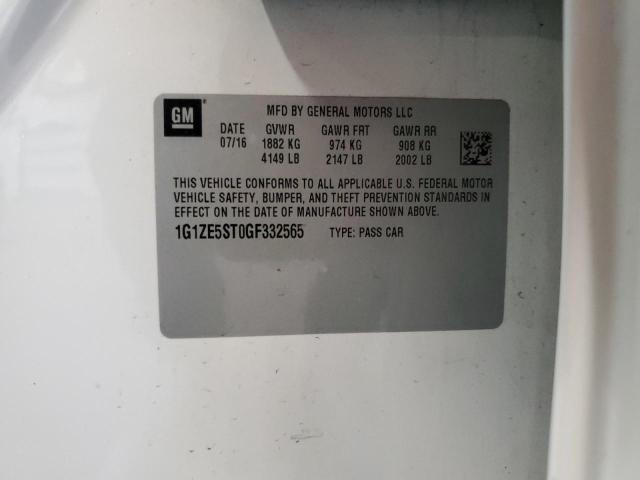 GM
MFD BY GENERAL MOTORS LLC
DATE GVWR GAWR FRT GAWR RR
07/16 1882 KG 974 KG 908 KG
4149 LB 2147 LB 2002 LB
THIS VEHICLE CONFORMS TO ALL APPLICABLE U.S. FEDERAL MOTOR
VEHICLE SAFETY, BUMPER, AND THEFT PREVENTION STANDARDS IN
EFFECT ON THE DATE OF MANUFACTURE SHOWN ABOVE.
1G1ZE5ST0GF332565 TYPE: PASS CAR